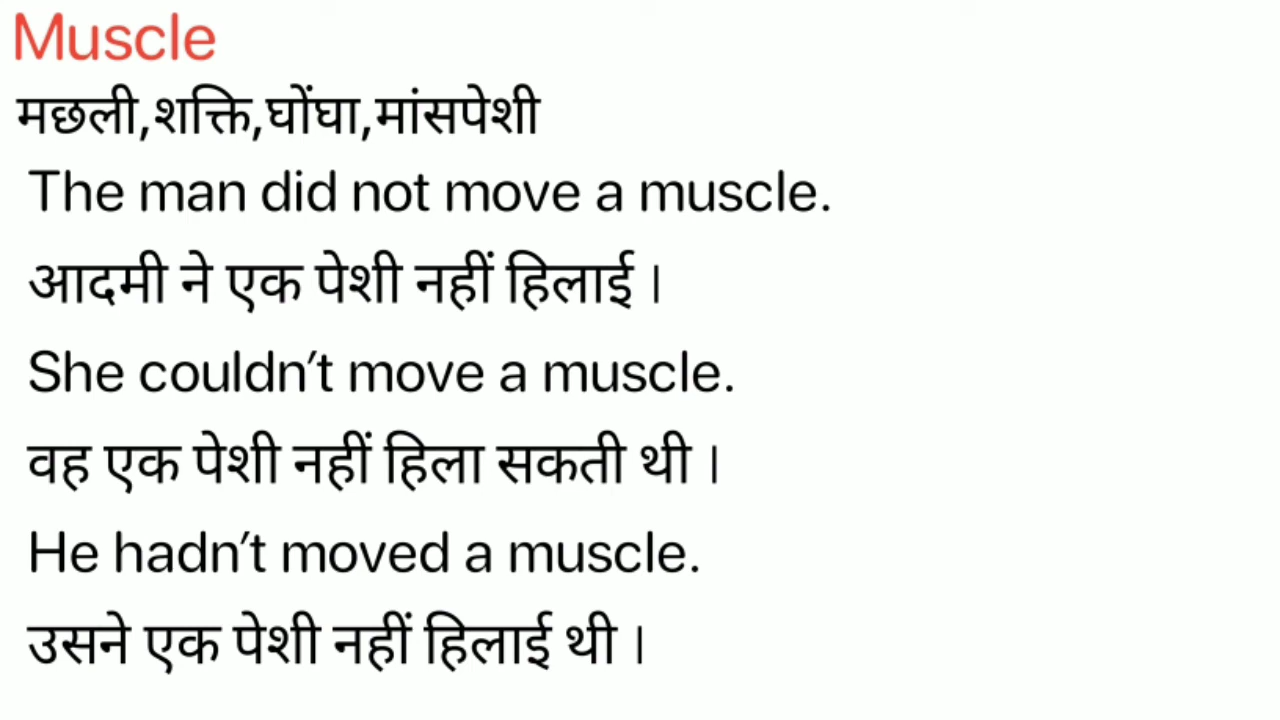 Muscle
मछली,शक्ति,घोंघा,मांसपेशी
The man did not move a muscle.
आदमी ने एक पेशी नहीं हिलाई ।
She couldn’t move a muscle.
वह एक पेशी नहीं हिला सकती थी ।
He hadn’t moved a muscle.
उसने एक पेशी नहीं हिलाई थी ।